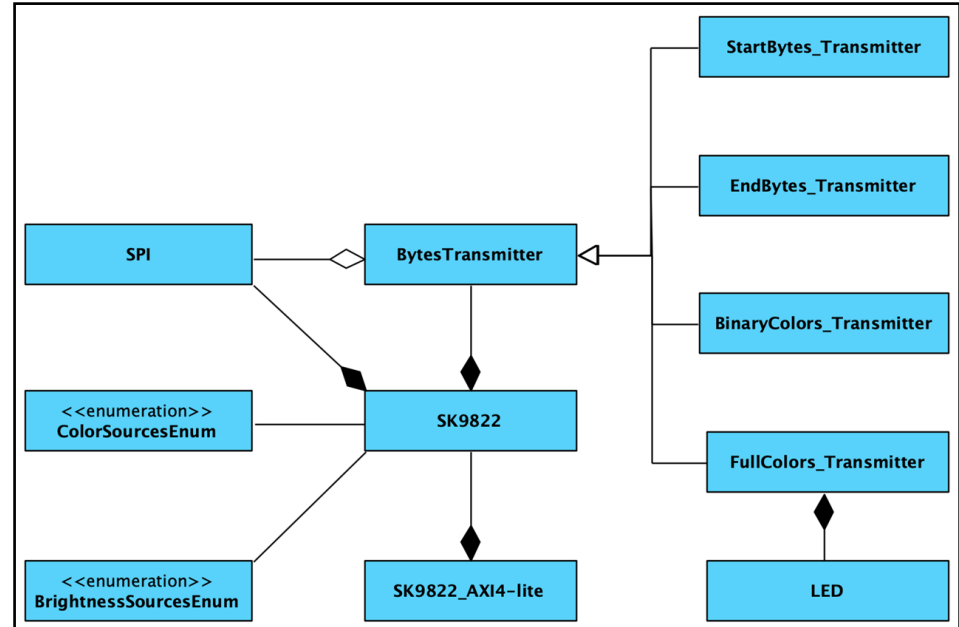 StartBytes_Transmitter
EndBytes_Transmitter
SPI
BytesTransmitter
BinaryColors_Transmitter
<<enumeration>>
ColorSourcesEnum
SK9822
FullColors_Transmitter
<<enumeration>>
BrightnessSourcesEnum
SK9822_AXI4-lite
LED